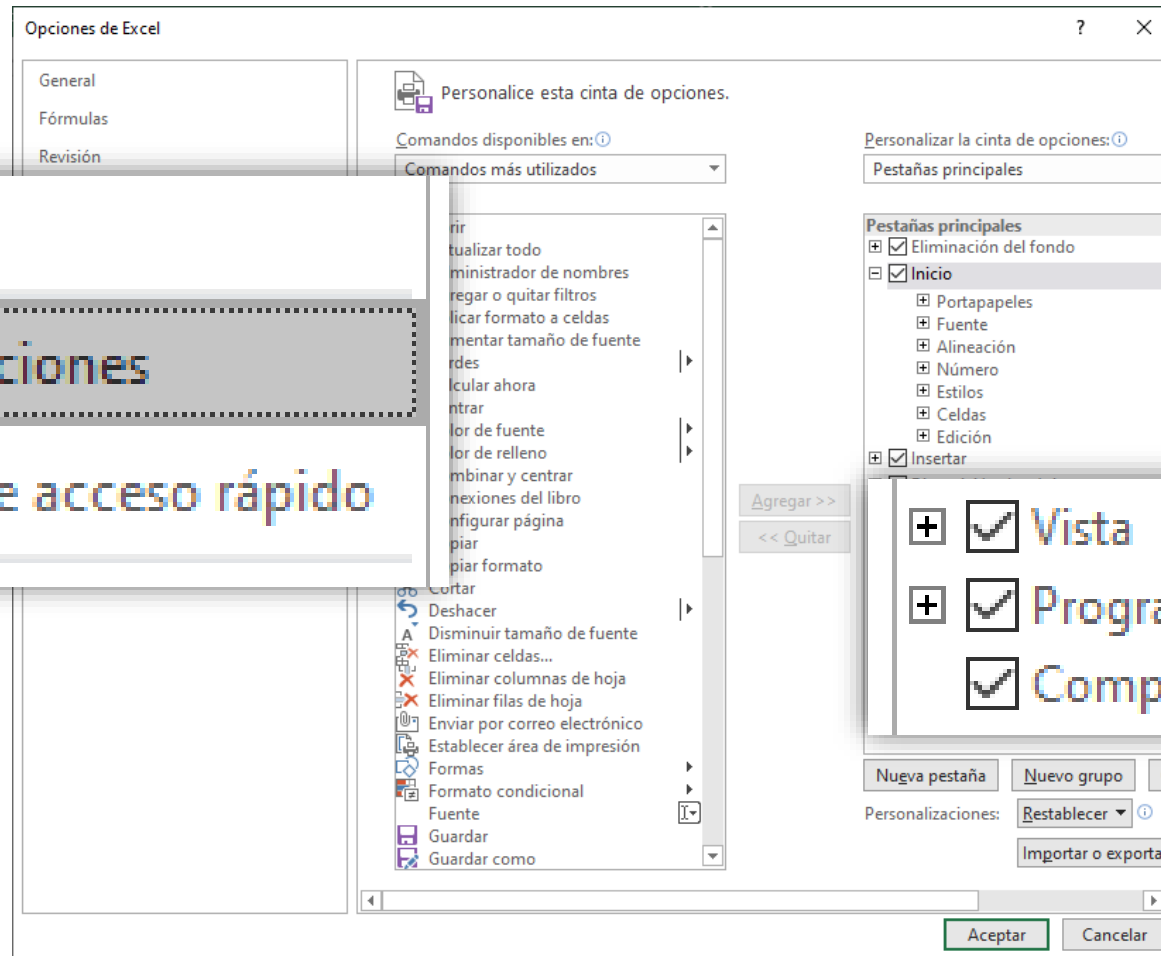 Opciones de Excel
?
General
Fórmulas
Revisión
ciones
e acceso rápido
Personalice esta cinta de opciones.
Comandos disponibles en:
Comandos más utilizados
rir
tualizar todo
ministrador de nombres
regar o quitar filtros
licar formato a celdas
mentar tamaño de fuente
rdes
lcular ahora
ntrar
lor de fuente
lor de relleno
mbinar y centrar
nexiones del libro
nfigurar página
piar
piar formato
Cortar
Deshacer
Disminuir tamaño de fuente
Eliminar celdas...
Eliminar columnas de hoja
Eliminar filas de hoja
Enviar por correo electrónico
Establecer área de impresión
Formas
Formato condicional
Fuente
Guardar
Guardar como
Agregar >>
<< Quitar
Personalizar la cinta de opciones:
Pestañas principales
Pestañas principales
Eliminación del fondo
Inicio
Portapapeles
Fuente
Alineación
Número
Estilos
Celdas
Edición
Insertar
Vista
Progra
Comp
Nueva pestaña
Nuevo grupo
Personalizaciones:
Restablecer
Importar o exporta
Aceptar
Cancelar